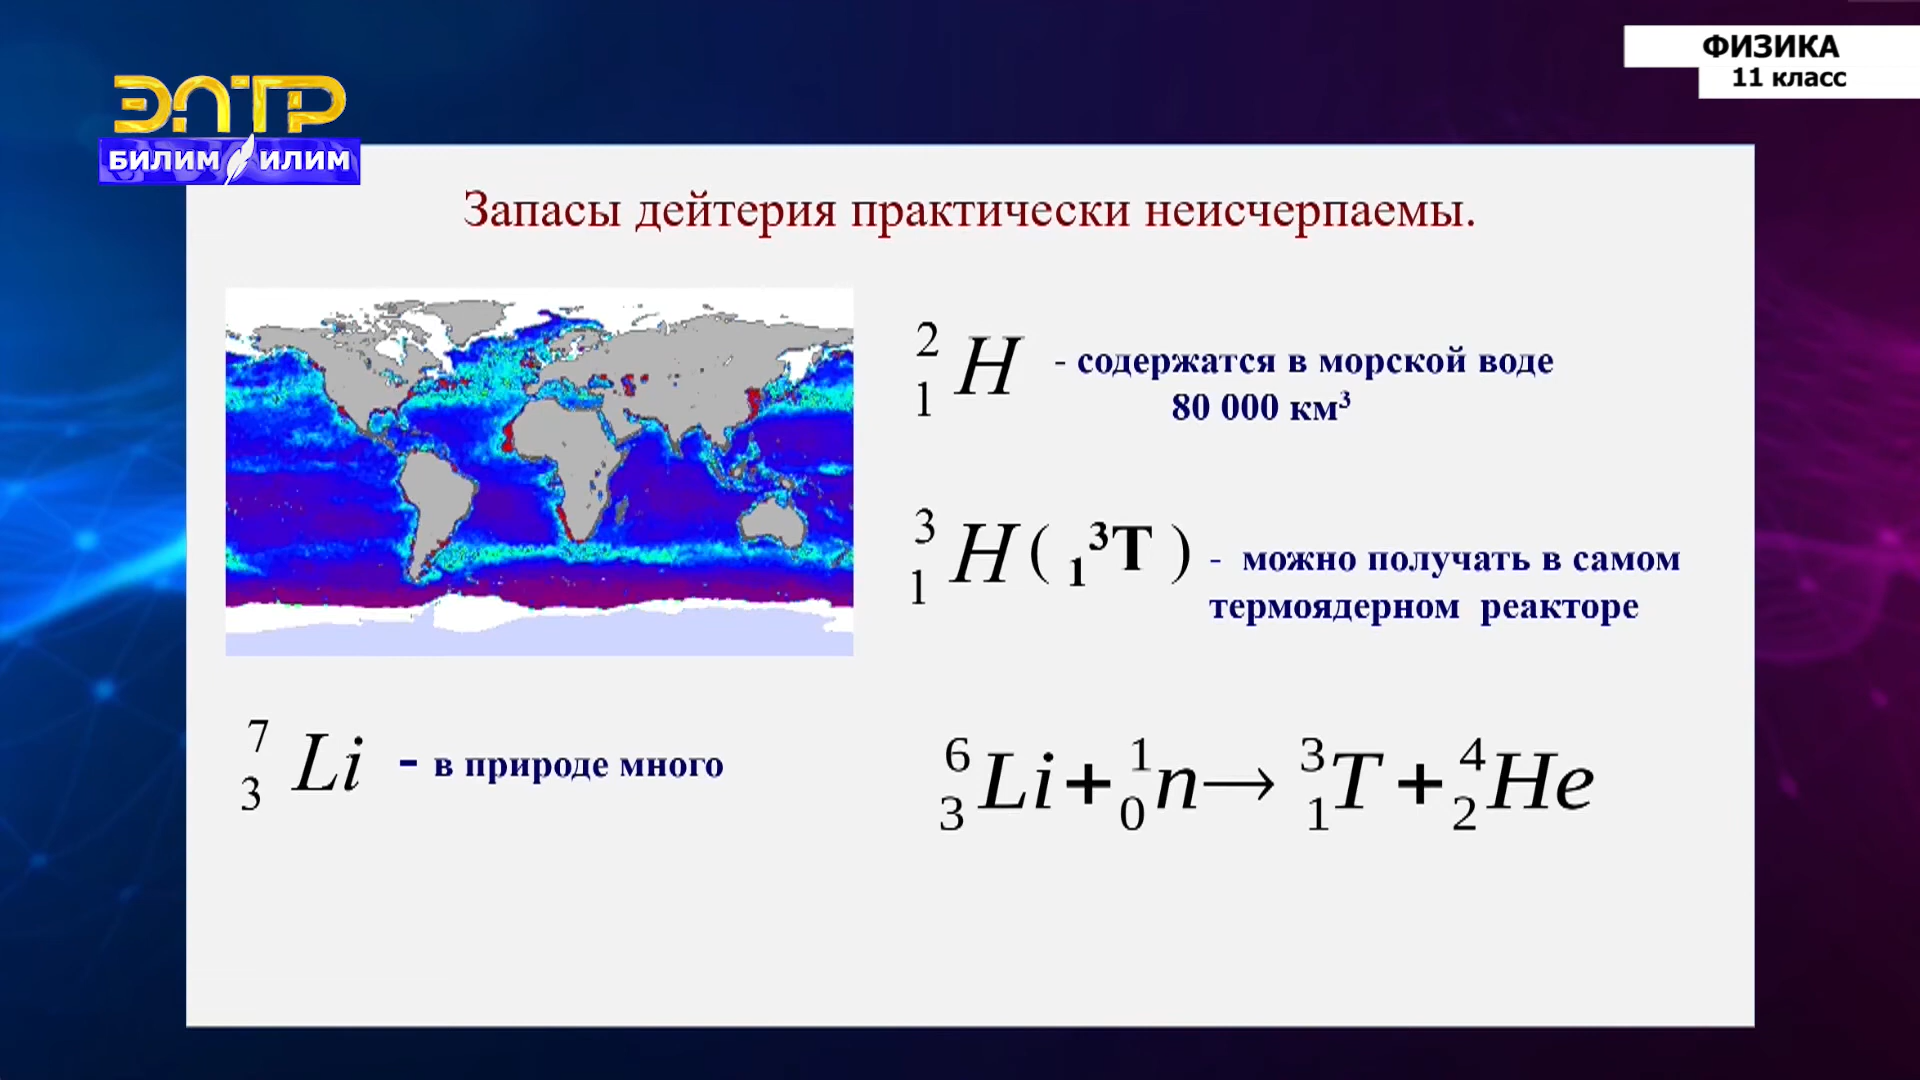 ФИЗИКА
11 класс
ЭЛТР
БИЛИМ ИЛИМ
Запасы дейтерия практически неисчерпаемы.
²₁H - содержатся в морской воде
80 000 км³
³₁H ( ₁³T ) - можно получать в самом
термоядерном реакторе
⁷₃Li - в природе много
⁶₃Li + ¹₀n → ³₁T + ⁴₂He